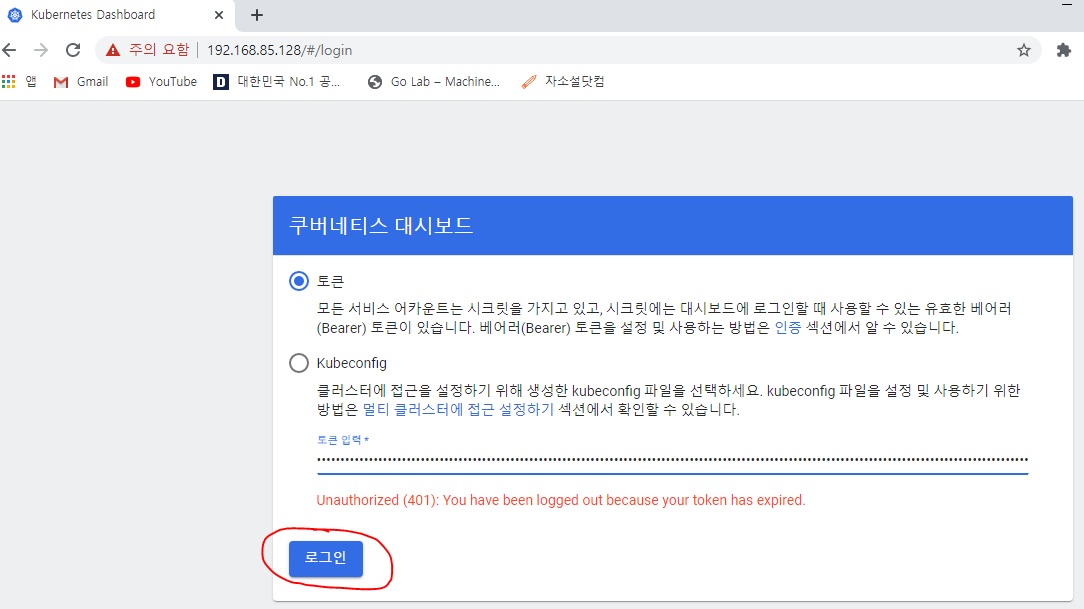 Kubernetes Dashboard
주의 요함 192.168.85.128/#/login
앱 Gmail YouTube D 대한민국 No.1 공... Go Lab – Machine... 자소설닷컴
쿠버네티스 대시보드
토큰
모든 서비스 어카운트는 시크릿을 가지고 있고, 시크릿에는 대시보드에 로그인할 때 사용할 수 있는 유효한 베어러
(Bearer) 토큰이 있습니다. 베어러(Bearer) 토큰을 설정 및 사용하는 방법은 인증 섹션에서 알 수 있습니다.
Kubeconfig
클러스터에 접근을 설정하기 위해 생성한 kubeconfig 파일을 선택하세요. kubeconfig 파일을 설정 및 사용하기 위한
방법은 멀티 클러스터에 접근 설정하기 섹션에서 확인할 수 있습니다.
토큰 입력 *
Unauthorized (401): You have been logged out because your token has expired.
로그인